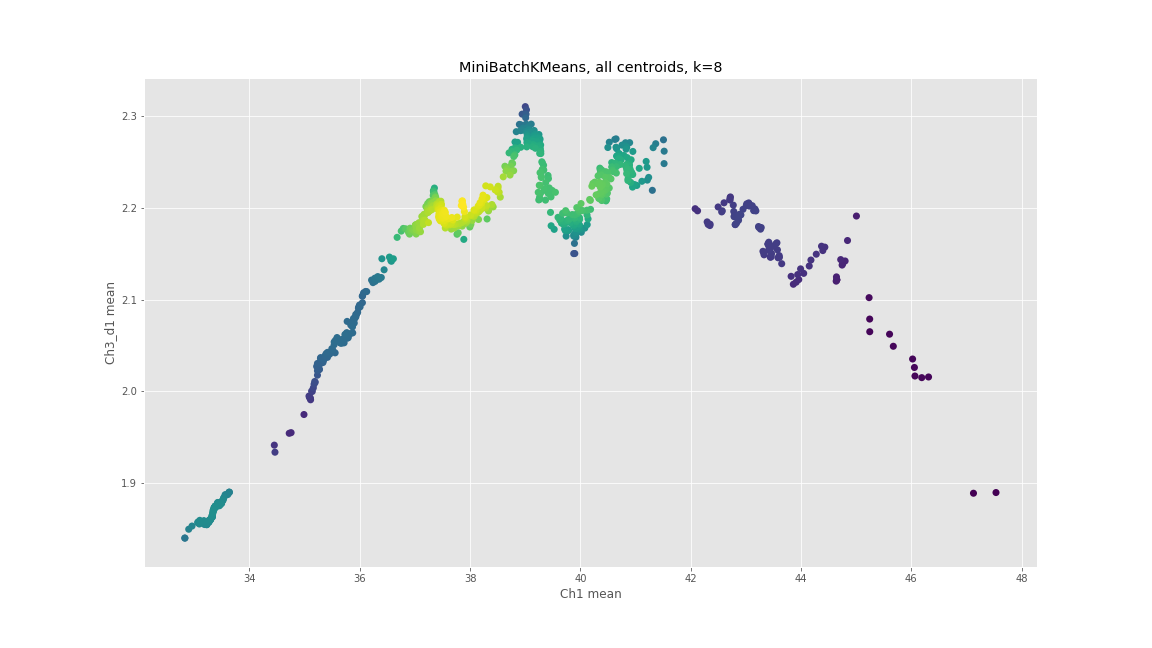 MiniBatchKMeans, all centroids, k=8
2.3
2.2
2.1
2.0
1.9
Ch3_d1 mean
34 36 38 40 42 44 46 48
Ch1 mean